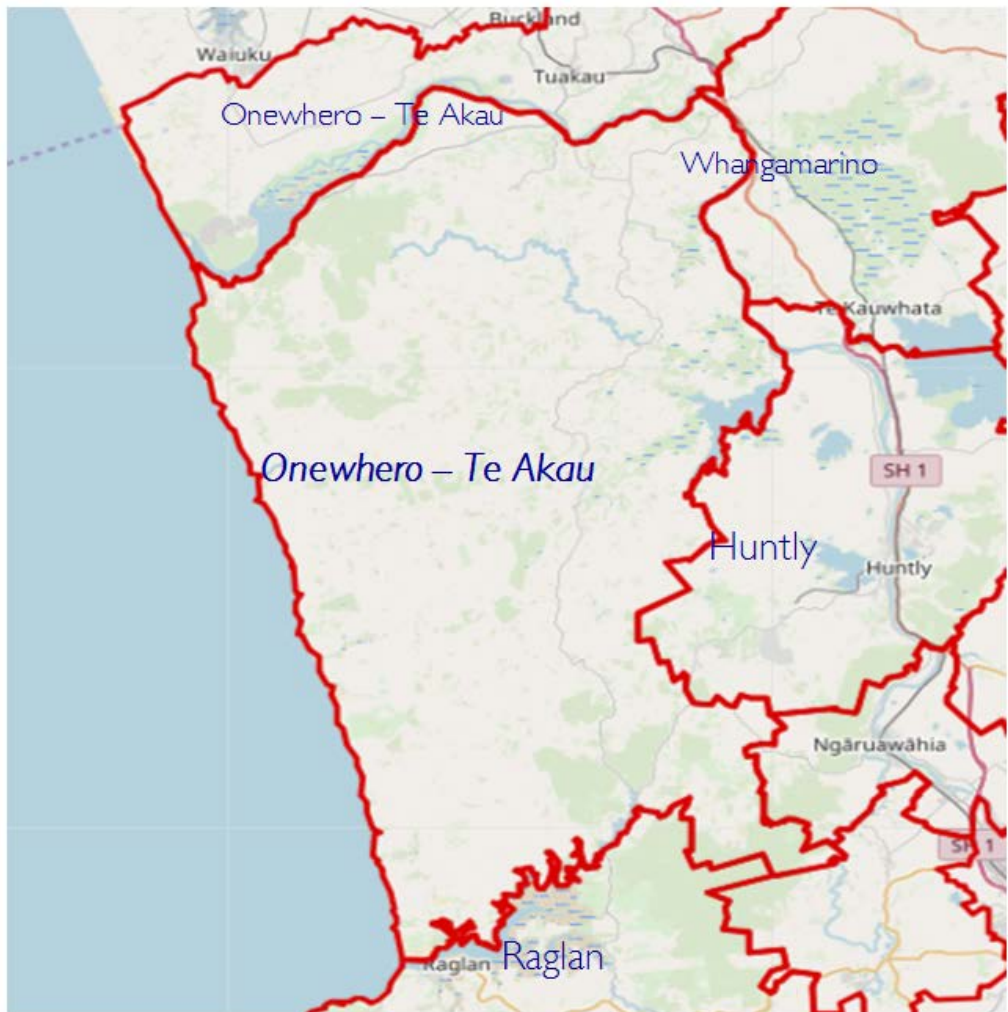 Buckland
Waiuku
Tuakau
Onewhero – Te Akau
Whangamarino
Te Kauwhata
Onewhero – Te Akau
SH 1
Huntly
Huntly
Ngāruawāhia
SH 1
Raglan
Raglan